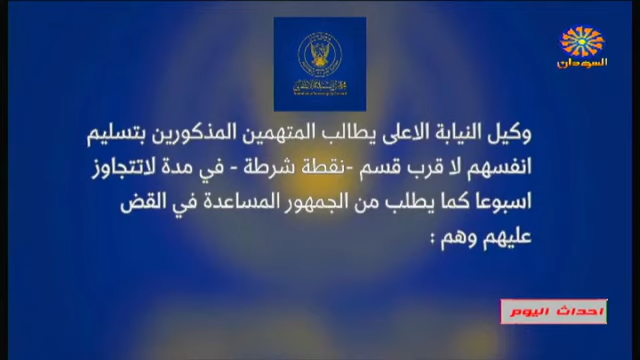 السودان
وكيل النيابة الاعلى يطالب المتهمين المذكورين بتسليم
انفسهم لا قرب قسم -نقطة شرطة - في مدة لاتتجاوز
اسبوعا كما يطلب من الجمهور المساعدة في القض
عليهم وهم :
احداث اليوم